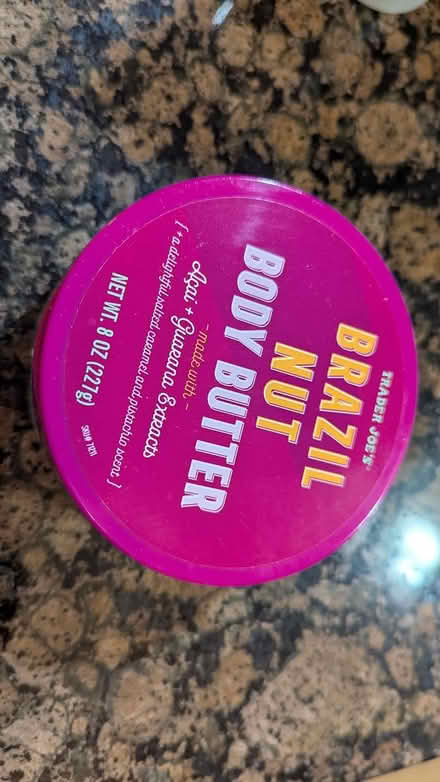 TRADER JOE'S
BRAZIL
NUT
BODY BUTTER
- made with -
Açai + Guarana Extracts
[ + a delightful salted caramel and pistachio scent ]
NET WT. 8 OZ (227g)